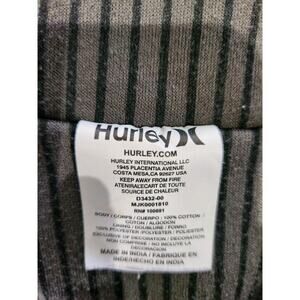 Hurley
HURLEY.COM
HURLEY INTERNATIONAL LLC
1945 PLACENTIA AVENUE
COSTA MESA, CA 92627 USA
KEEP AWAY FROM FIRE
ATENIRALECART DE TOUTE
SOURCE DE CHALEUR
D3432-00
MJK0001810
RN# 100691
BODY / CORPS / CUERPO : 100% COTTON /
COTON / ALGODON
LINING / DOUBLURE / FORRO
100% POLYESTER POLYESTER / POLIESTER
EXCLUSIVE OF DECORATION / DECORATION
NON COMPRISE / NO INCLUYE LA
DECORACION
MADE IN INDIA / FABRIQUE EN
INDE/HECHO EN INDIA